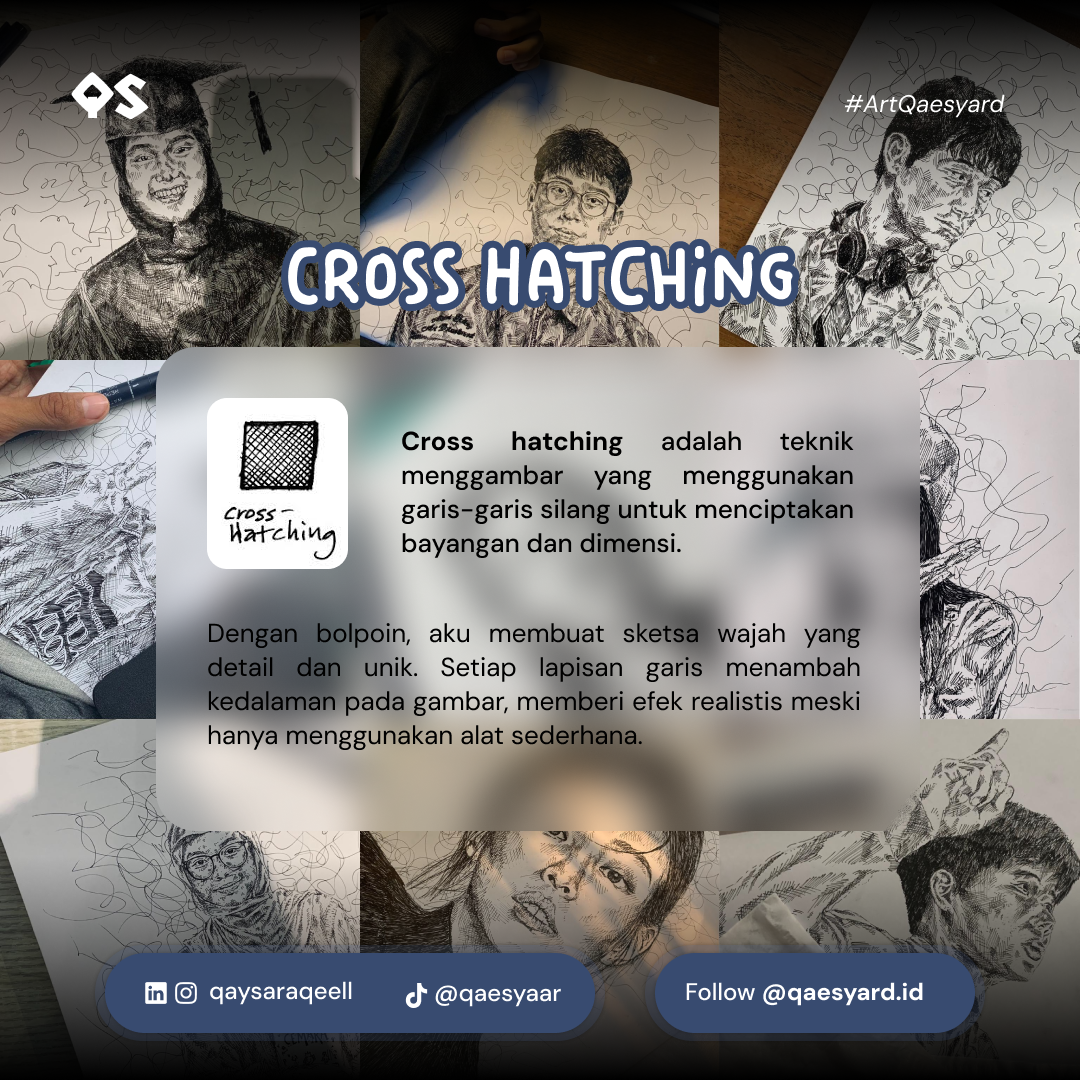 QS
#ArtQaesyard
CROSS HATCHiNG
cross-
Hatching
Cross hatching adalah teknik
menggambar yang menggunakan
garis-garis silang untuk menciptakan
bayangan dan dimensi.
Dengan bolpoin, aku membuat sketsa wajah yang
detail dan unik. Setiap lapisan garis menambah
kedalaman pada gambar, memberi efek realistis meski
hanya menggunakan alat sederhana.
in qaysaraqeell
@qaesyaar
Follow @qaesyard.id